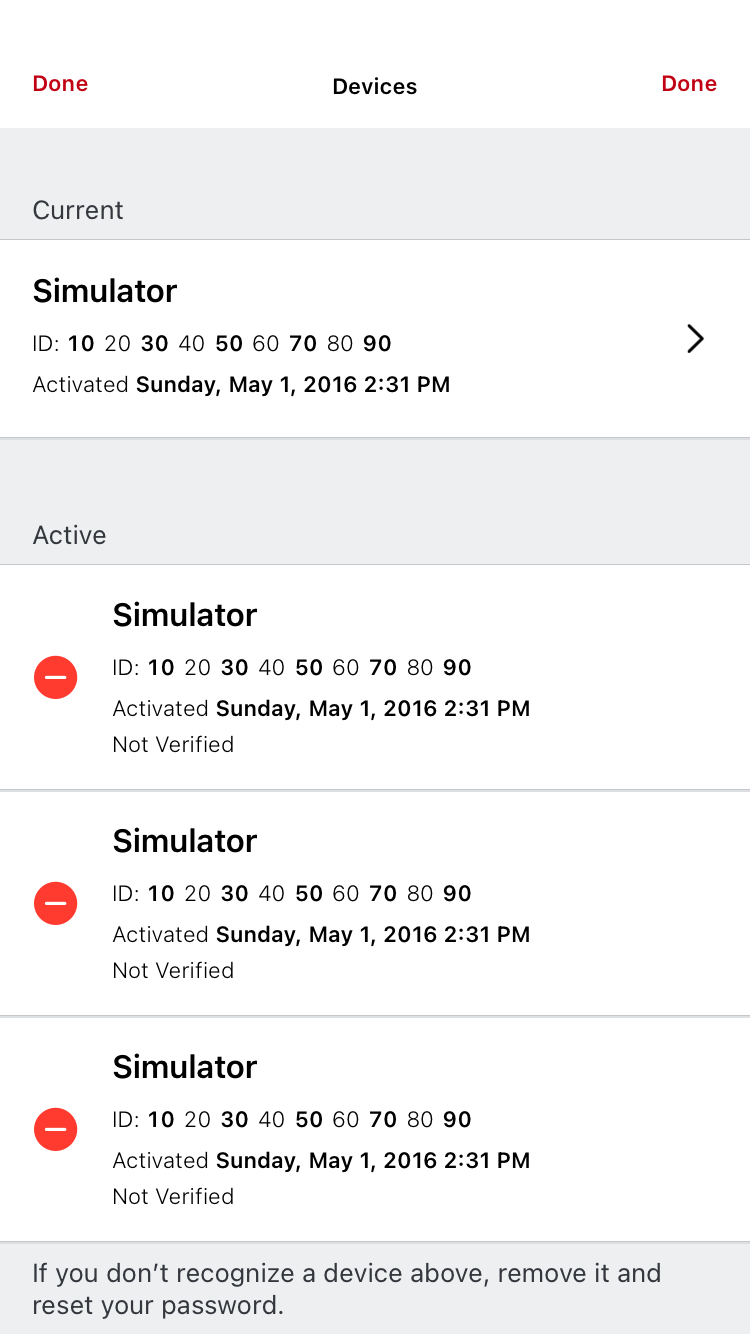 Done Devices Done
Current
Simulator
ID: 10 20 30 40 50 60 70 80 90
Activated Sunday, May 1, 2016 2:31 PM
Active
Simulator
ID: 10 20 30 40 50 60 70 80 90
Activated Sunday, May 1, 2016 2:31 PM
Not Verified
Simulator
ID: 10 20 30 40 50 60 70 80 90
Activated Sunday, May 1, 2016 2:31 PM
Not Verified
Simulator
ID: 10 20 30 40 50 60 70 80 90
Activated Sunday, May 1, 2016 2:31 PM
Not Verified
If you don’t recognize a device above, remove it and
reset your password.